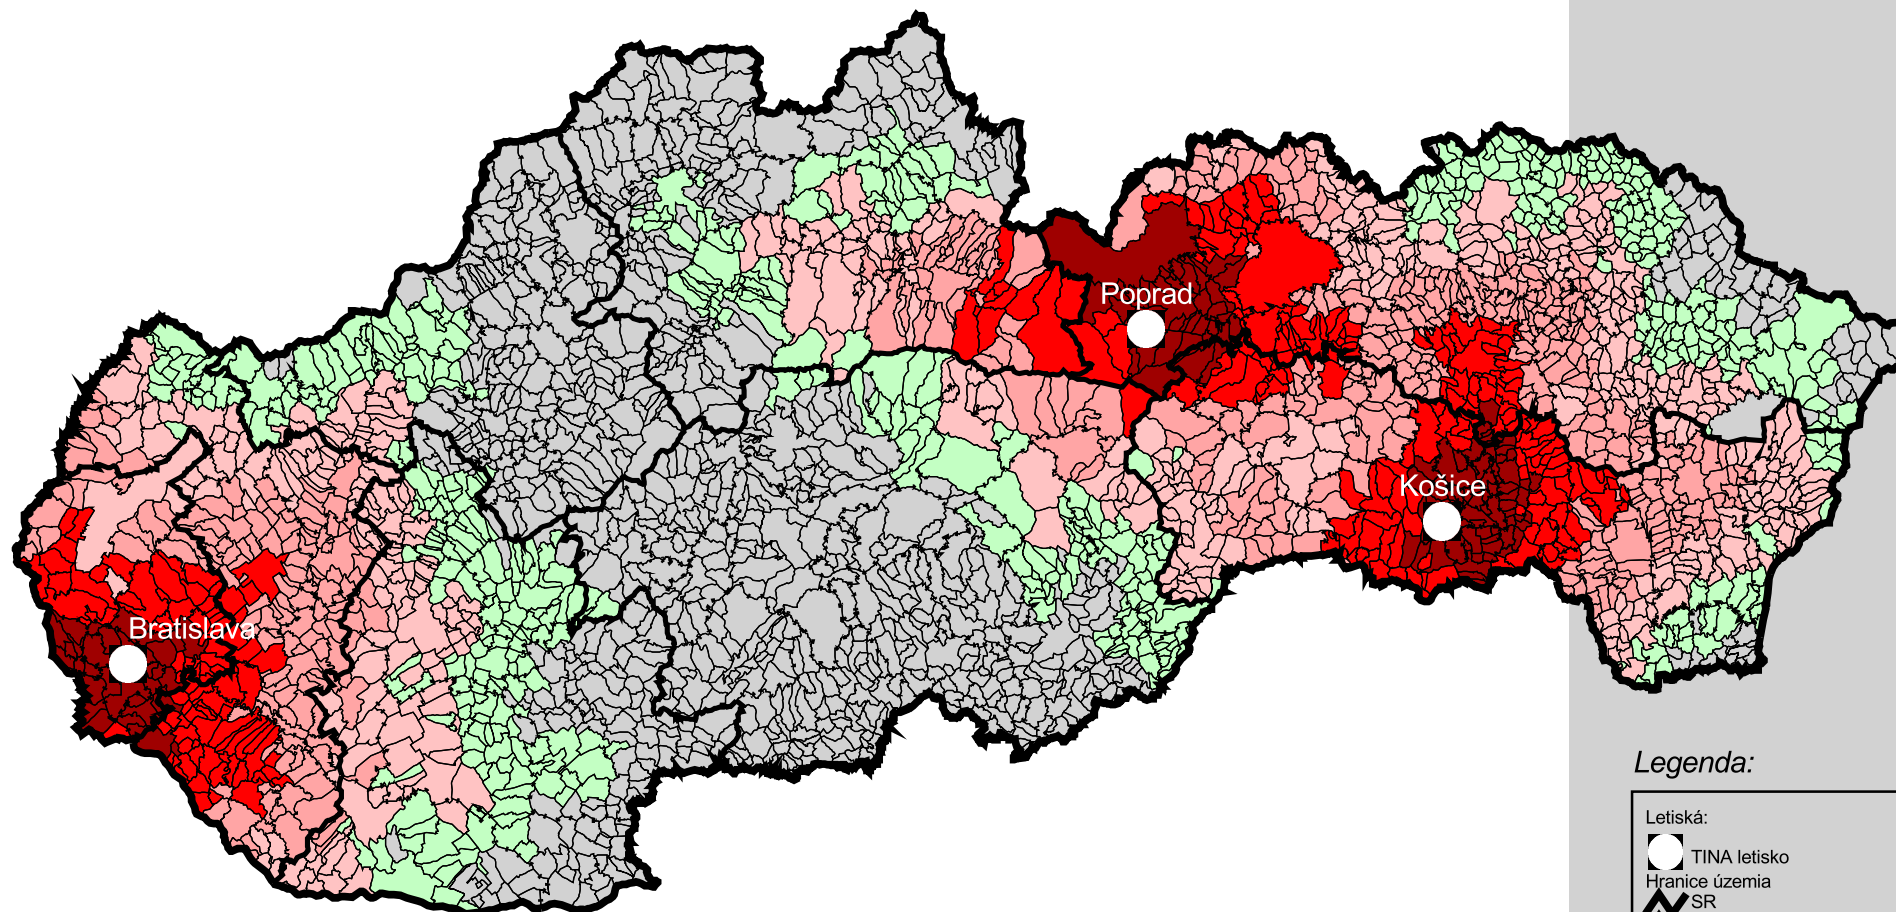 Poprad
Košice
Bratislava
Legenda:
Letiská:
TINA letisko
Hranice územia
SR